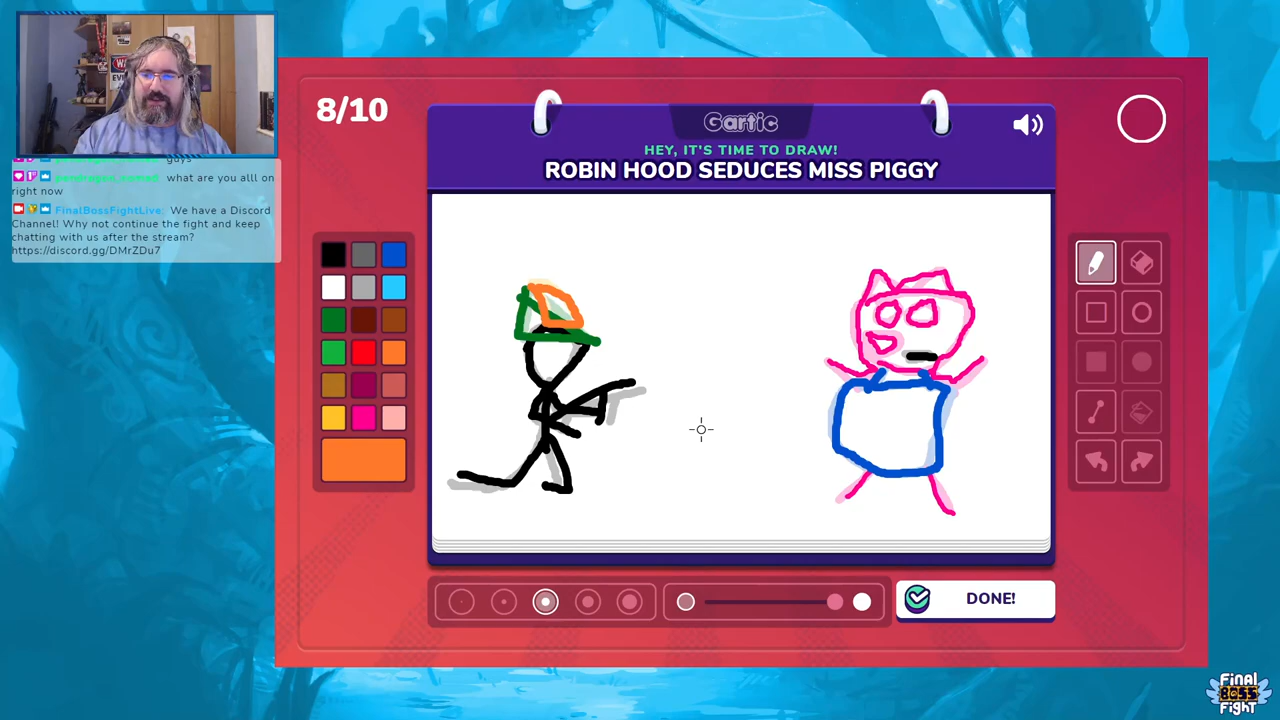 8/10
Gartic
HEY, IT'S TIME TO DRAW!
ROBIN HOOD SEDUCES MISS PIGGY
guys
what are you alll on
right now
FinalBossFightLive: We have a Discord
Channel! Why not continue the fight and keep
chatting with us after the stream?
https://discord.gg/DMrZDu7
DONE!
FINAL
BOSS
FIGHT